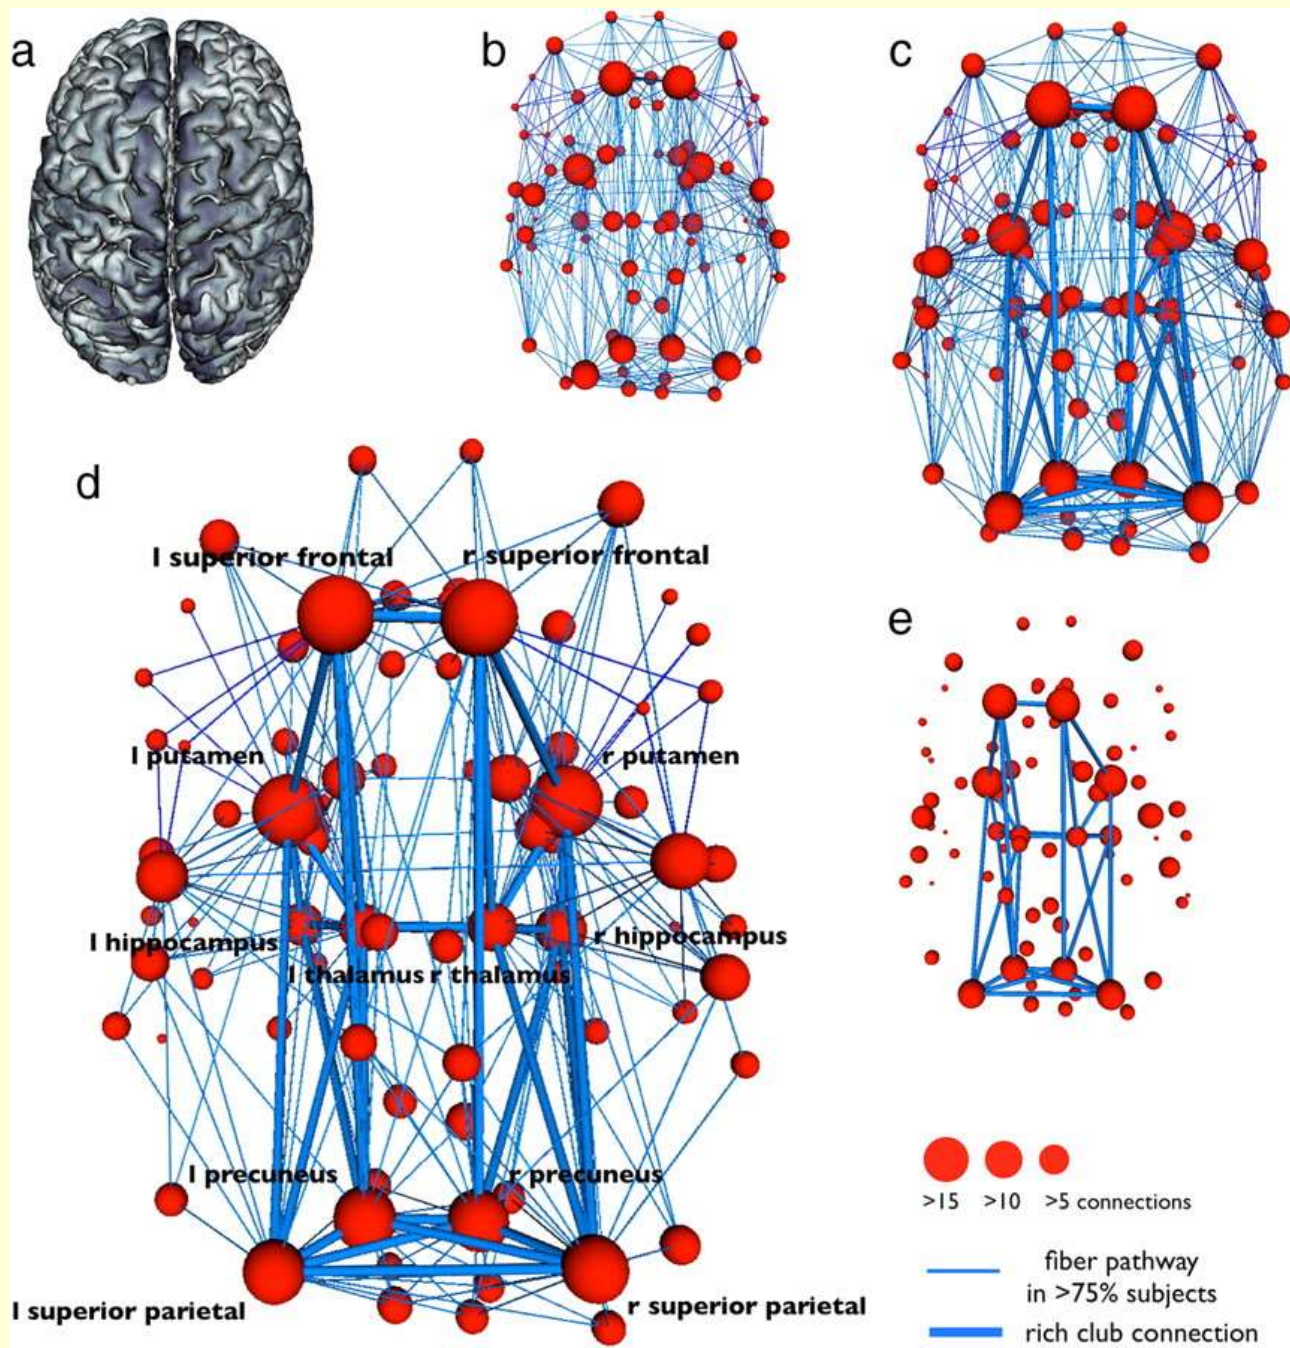 a
b
c
d
l superior frontal
r superior frontal
e
l putamen
r putamen
l hippocampus
r hippocampus
l thalamus r thalamus
l precuneus
r precuneus
>15 >10 >5 connections
fiber pathway
in >75% subjects
l superior parietal
r superior parietal
rich club connection